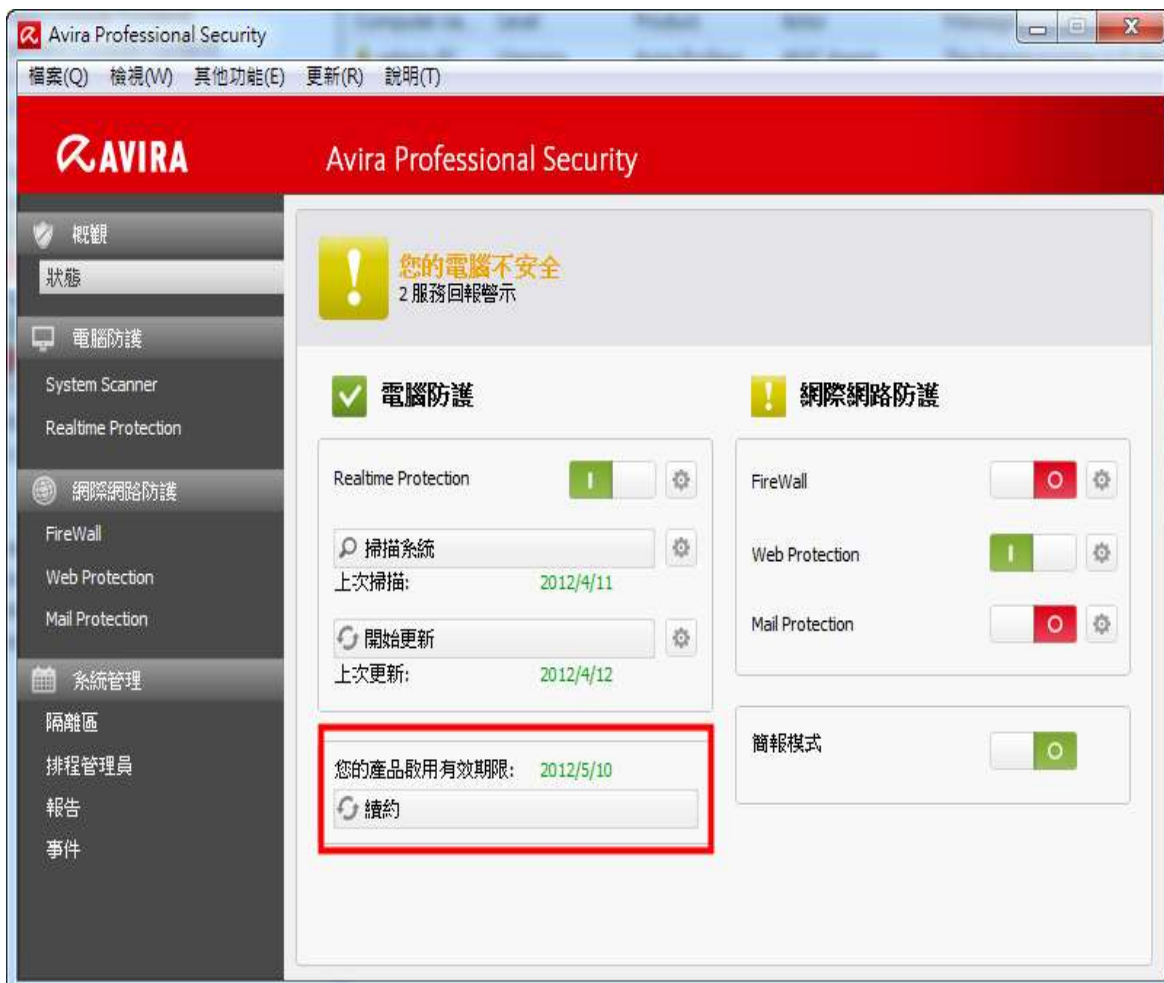 Avira Professional Security
檔案(Q) 檢視(W) 其他功能(E) 更新(R) 說明(T)
AVIRA
Avira Professional Security
概觀
狀態
電腦防護
System Scanner
Realtime Protection
網際網路防護
FireWall
Web Protection
Mail Protection
系統管理
隔離區
排程管理員
報告
事件
您的電腦不安全
2 服務回報警示
電腦防護
Realtime Protection
掃描系統
上次掃描: 2012/4/11
開始更新
上次更新: 2012/4/12
您的產品啟用有效期限: 2012/5/10
續約
網際網路防護
FireWall
Web Protection
Mail Protection
簡報模式